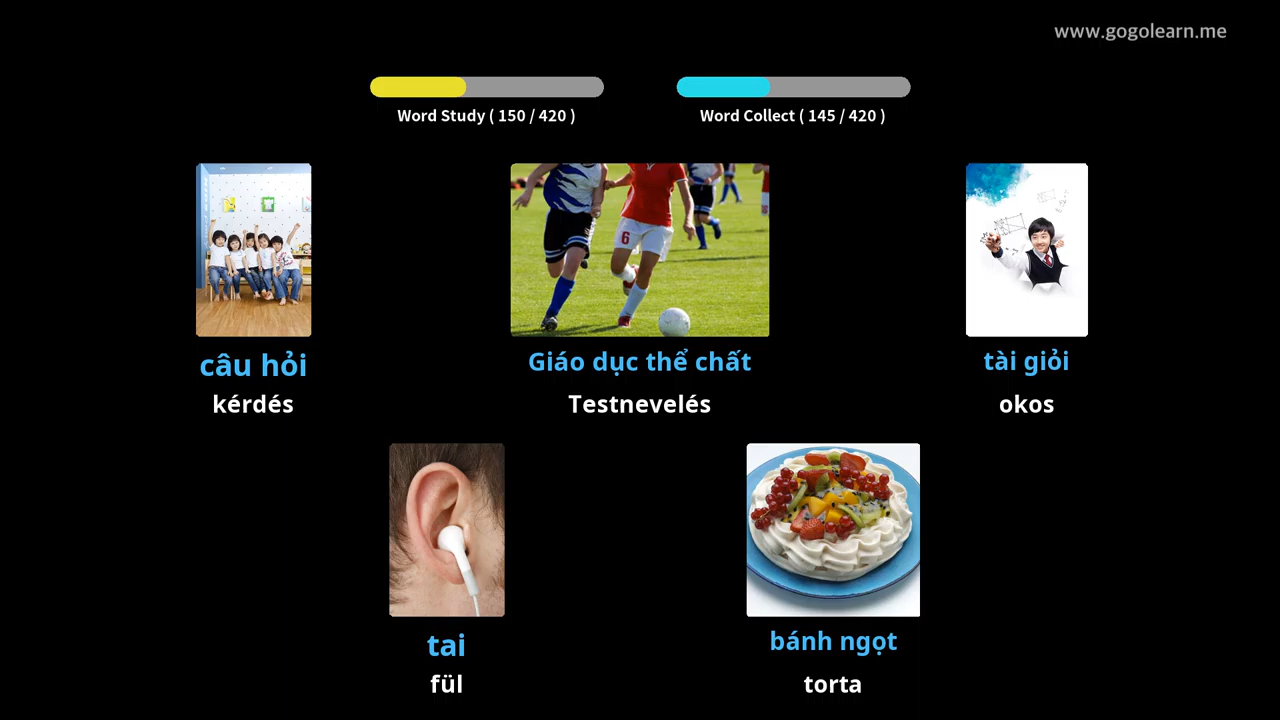 www.gogolearn.me
Word Study ( 150 / 420 )
Word Collect ( 145 / 420 )
câu hỏi
Giáo dục thể chất
tài giỏi
kérdés
Testnevelés
okos
6
tai
bánh ngọt
fül
torta